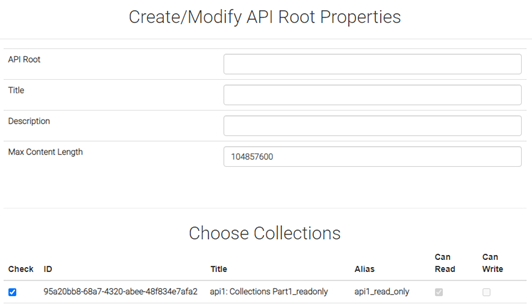 Create/Modify API Root Properties
API Root
Title
Description
Max Content Length 104857600
Choose Collections
Check ID Title Alias Can Read Can Write
95a20bb8-68a7-4320-abee-48f834e7afa2 api1: Collections Part1_readonly api1_read_only